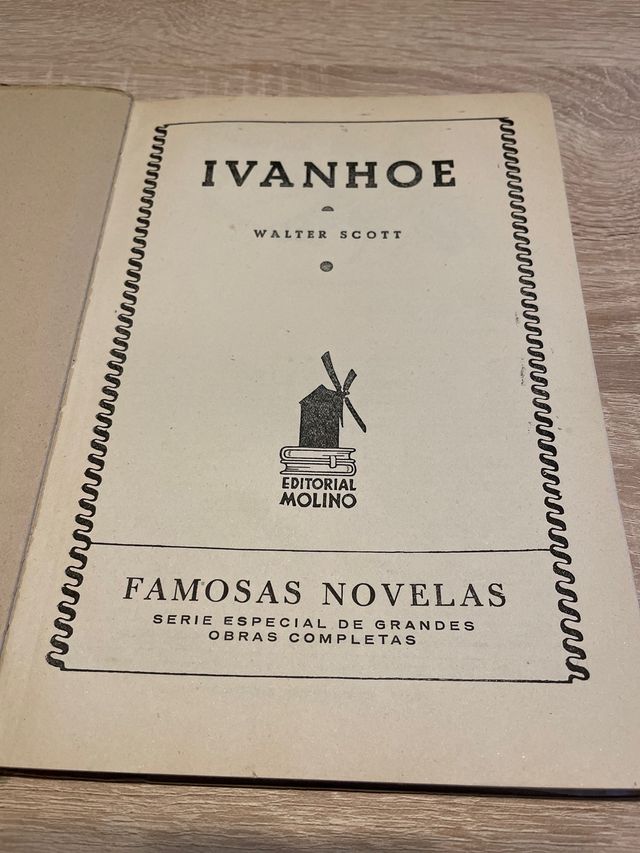 IVANHOE
WALTER SCOTT
EDITORIAL
MOLINO
FAMOSAS NOVELAS
SERIE ESPECIAL DE GRANDES
OBRAS COMPLETAS